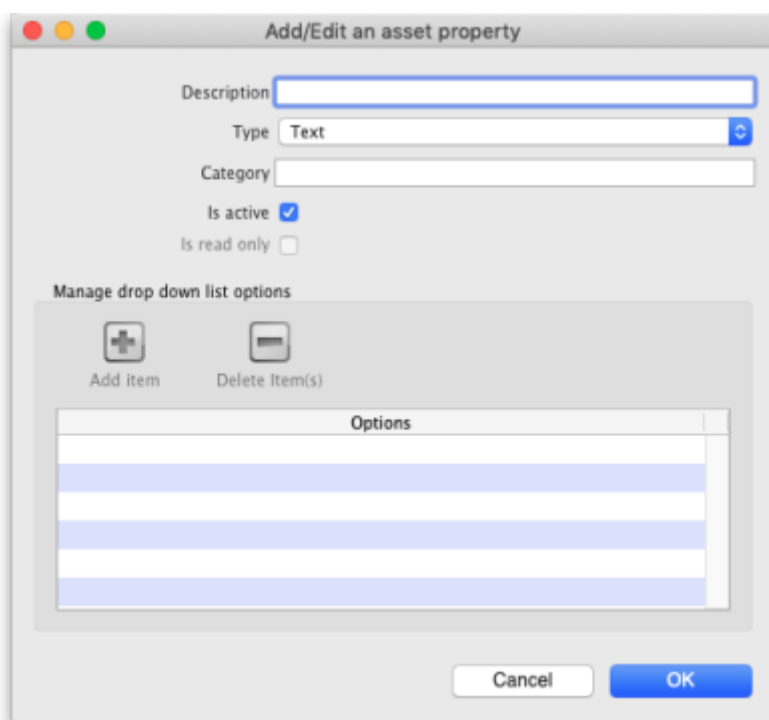 Add/Edit an asset property
Description
Type Text
Category
Is active
Is read only
Manage drop down list options
Add item Delete Item(s)
Options
Cancel OK